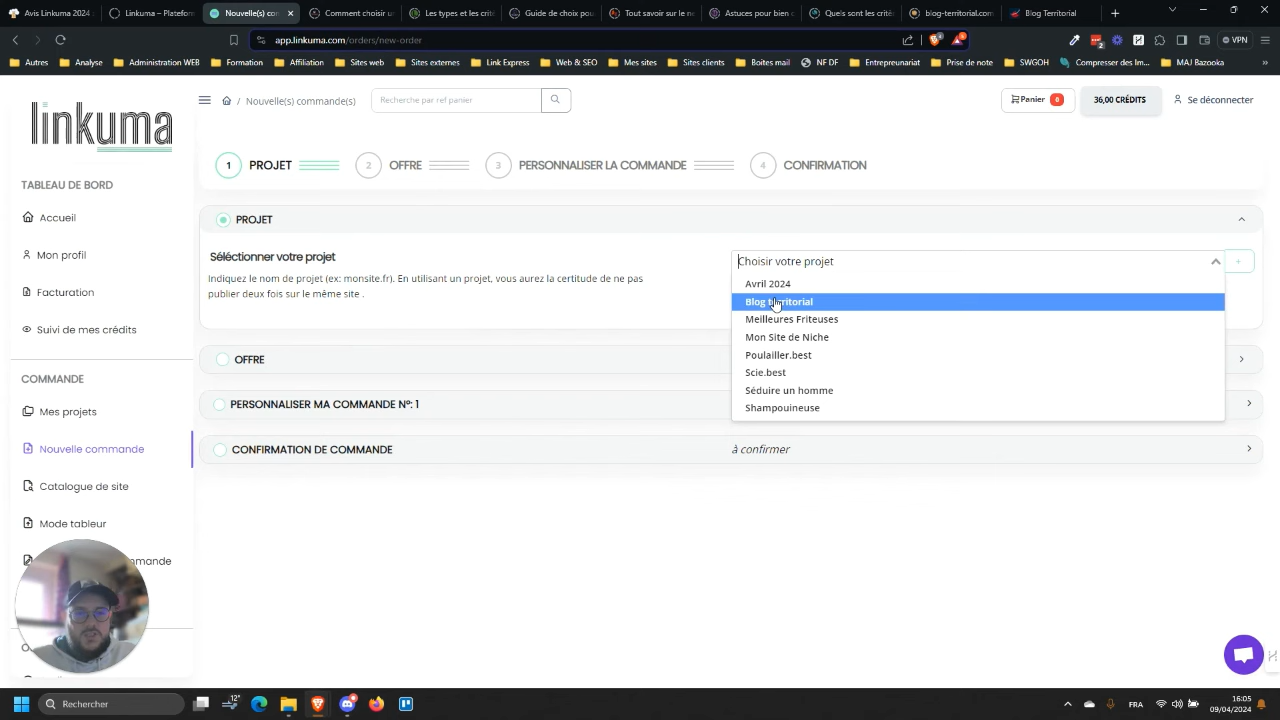 Avis Linkuma 2024
Linkuma – Platefon
Nouvelle(s) con
Comment choisir un
Les types et les crité
Guide de choix pou
Tout savoir sur le ne
Astuces pour bien c
Quels sont les critère
blog-territorial.com
Blog Territorial
app.linkuma.com/orders/new-order
VPN
Autres
Analyse
Administration WEB
Formation
Affiliation
Sites web
Sites externes
Link Express
Web & SEO
Mes sites
Sites clients
Boites mail
NF DF
Entrepreunariat
Prise de note
SWGOH
Compresser des Im...
MAJ Bazooka
linkuma
/ Nouvelle(s) commande(s)
Recherche par ref panier
Panier 0
36,00 CRÉDITS
Se déconnecter
1 PROJET
2 OFFRE
3 PERSONNALISER LA COMMANDE
4 CONFIRMATION
TABLEAU DE BORD
Accueil
Mon profil
Facturation
Suivi de mes crédits
COMMANDE
Mes projets
Nouvelle commande
Catalogue de site
Mode tableur
mmande
PROJET
Séléctionner votre projet
Indiquez le nom de projet (ex: monsite.fr). En utilisant un projet, vous aurez la certitude de ne pas
publier deux fois sur le même site .
Choisir votre projet
+
Avril 2024
Blog territorial
Meilleures Friteuses
Mon Site de Niche
Poulailler.best
Scie.best
Séduire un homme
Shampouineuse
OFFRE
PERSONNALISER MA COMMANDE N°: 1
CONFIRMATION DE COMMANDE
à confirmer
Rechercher
12°
FRA
16:05
09/04/2024